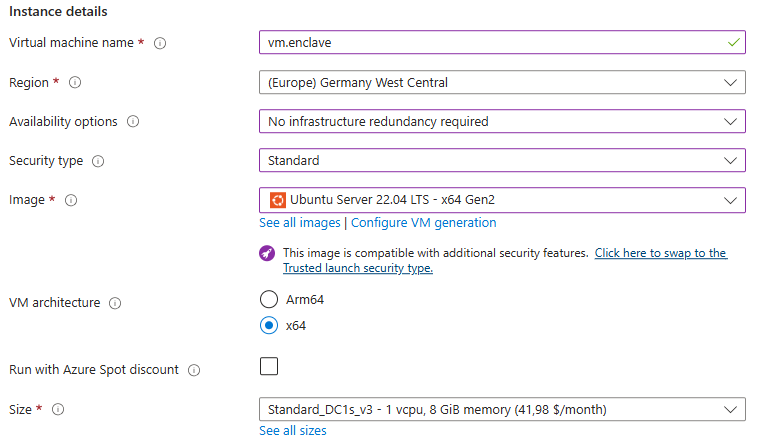 Instance details
Virtual machine name *
vm.enclave
Region *
(Europe) Germany West Central
Availability options
No infrastructure redundancy required
Security type
Standard
Image *
Ubuntu Server 22.04 LTS - x64 Gen2
See all images | Configure VM generation
This image is compatible with additional security features. Click here to swap to the
Trusted launch security type.
VM architecture
Arm64
x64
Run with Azure Spot discount
Size *
Standard_DC1s_v3 - 1 vcpu, 8 GiB memory (41,98 $/month)
See all sizes